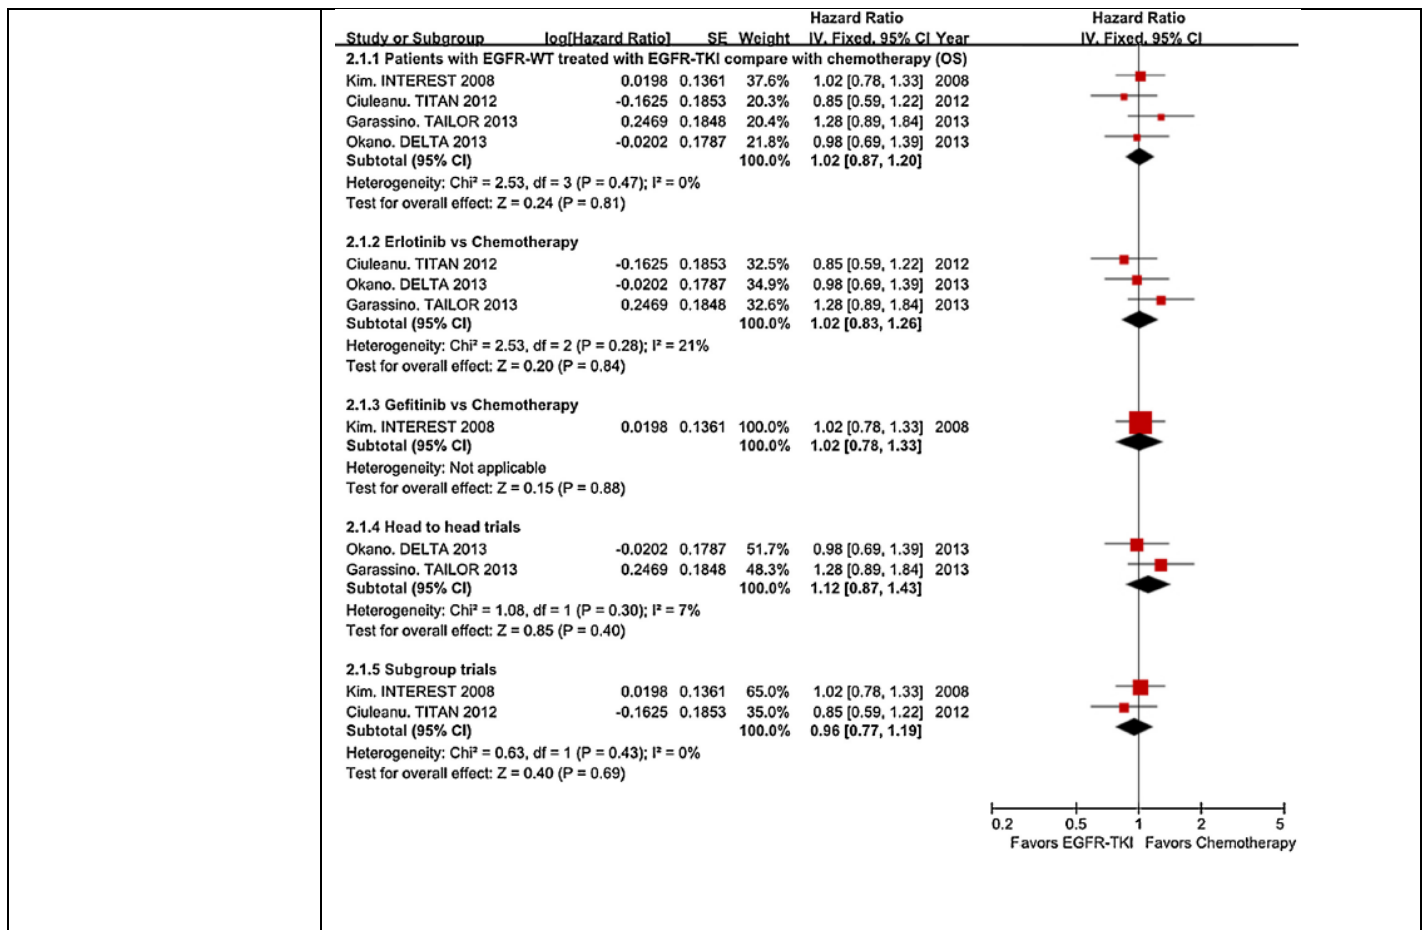 Hazard Ratio Hazard Ratio
Study or Subgroup log[Hazard Ratio] SE Weight IV, Fixed, 95% CI Year IV, Fixed, 95% CI
2.1.1 Patients with EGFR-WT treated with EGFR-TKI compare with chemotherapy (OS)
Kim. INTEREST 2008 0.0198 0.1361 37.6% 1.02 [0.78, 1.33] 2008
Ciuleanu. TITAN 2012 -0.1625 0.1853 20.3% 0.85 [0.59, 1.22] 2012
Garassino. TAILOR 2013 0.2469 0.1848 20.4% 1.28 [0.89, 1.84] 2013
Okano. DELTA 2013 -0.0202 0.1787 21.8% 0.98 [0.69, 1.39] 2013
Subtotal (95% CI) 100.0% 1.02 [0.87, 1.20]
Heterogeneity: Chi² = 2.53, df = 3 (P = 0.47); I² = 0%
Test for overall effect: Z = 0.24 (P = 0.81)
2.1.2 Erlotinib vs Chemotherapy
Ciuleanu. TITAN 2012 -0.1625 0.1853 32.5% 0.85 [0.59, 1.22] 2012
Okano. DELTA 2013 -0.0202 0.1787 34.9% 0.98 [0.69, 1.39] 2013
Garassino. TAILOR 2013 0.2469 0.1848 32.6% 1.28 [0.89, 1.84] 2013
Subtotal (95% CI) 100.0% 1.02 [0.83, 1.26]
Heterogeneity: Chi² = 2.53, df = 2 (P = 0.28); I² = 21%
Test for overall effect: Z = 0.20 (P = 0.84)
2.1.3 Gefitinib vs Chemotherapy
Kim. INTEREST 2008 0.0198 0.1361 100.0% 1.02 [0.78, 1.33] 2008
Subtotal (95% CI) 100.0% 1.02 [0.78, 1.33]
Heterogeneity: Not applicable
Test for overall effect: Z = 0.15 (P = 0.88)
2.1.4 Head to head trials
Okano. DELTA 2013 -0.0202 0.1787 51.7% 0.98 [0.69, 1.39] 2013
Garassino. TAILOR 2013 0.2469 0.1848 48.3% 1.28 [0.89, 1.84] 2013
Subtotal (95% CI) 100.0% 1.12 [0.87, 1.43]
Heterogeneity: Chi² = 1.08, df = 1 (P = 0.30); I² = 7%
Test for overall effect: Z = 0.85 (P = 0.40)
2.1.5 Subgroup trials
Kim. INTEREST 2008 0.0198 0.1361 65.0% 1.02 [0.78, 1.33] 2008
Ciuleanu. TITAN 2012 -0.1625 0.1853 35.0% 0.85 [0.59, 1.22] 2012
Subtotal (95% CI) 100.0% 0.96 [0.77, 1.19]
Heterogeneity: Chi² = 0.63, df = 1 (P = 0.43); I² = 0%
Test for overall effect: Z = 0.40 (P = 0.69)
0.2 0.5 1 2 5
Favors EGFR-TKI Favors Chemotherapy